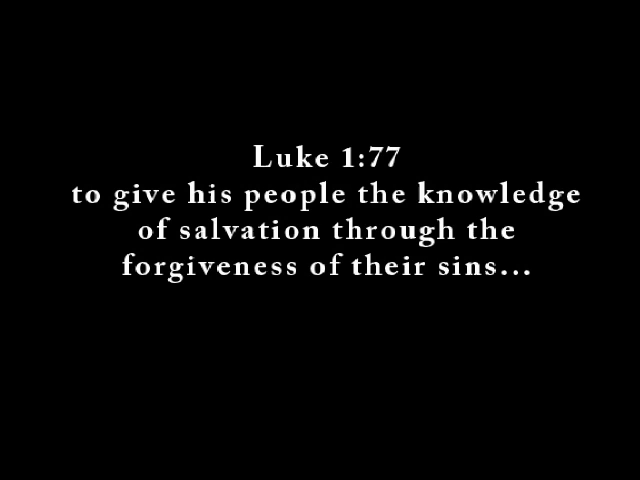 Luke 1:77
to give his people the knowledge
of salvation through the
forgiveness of their sins...